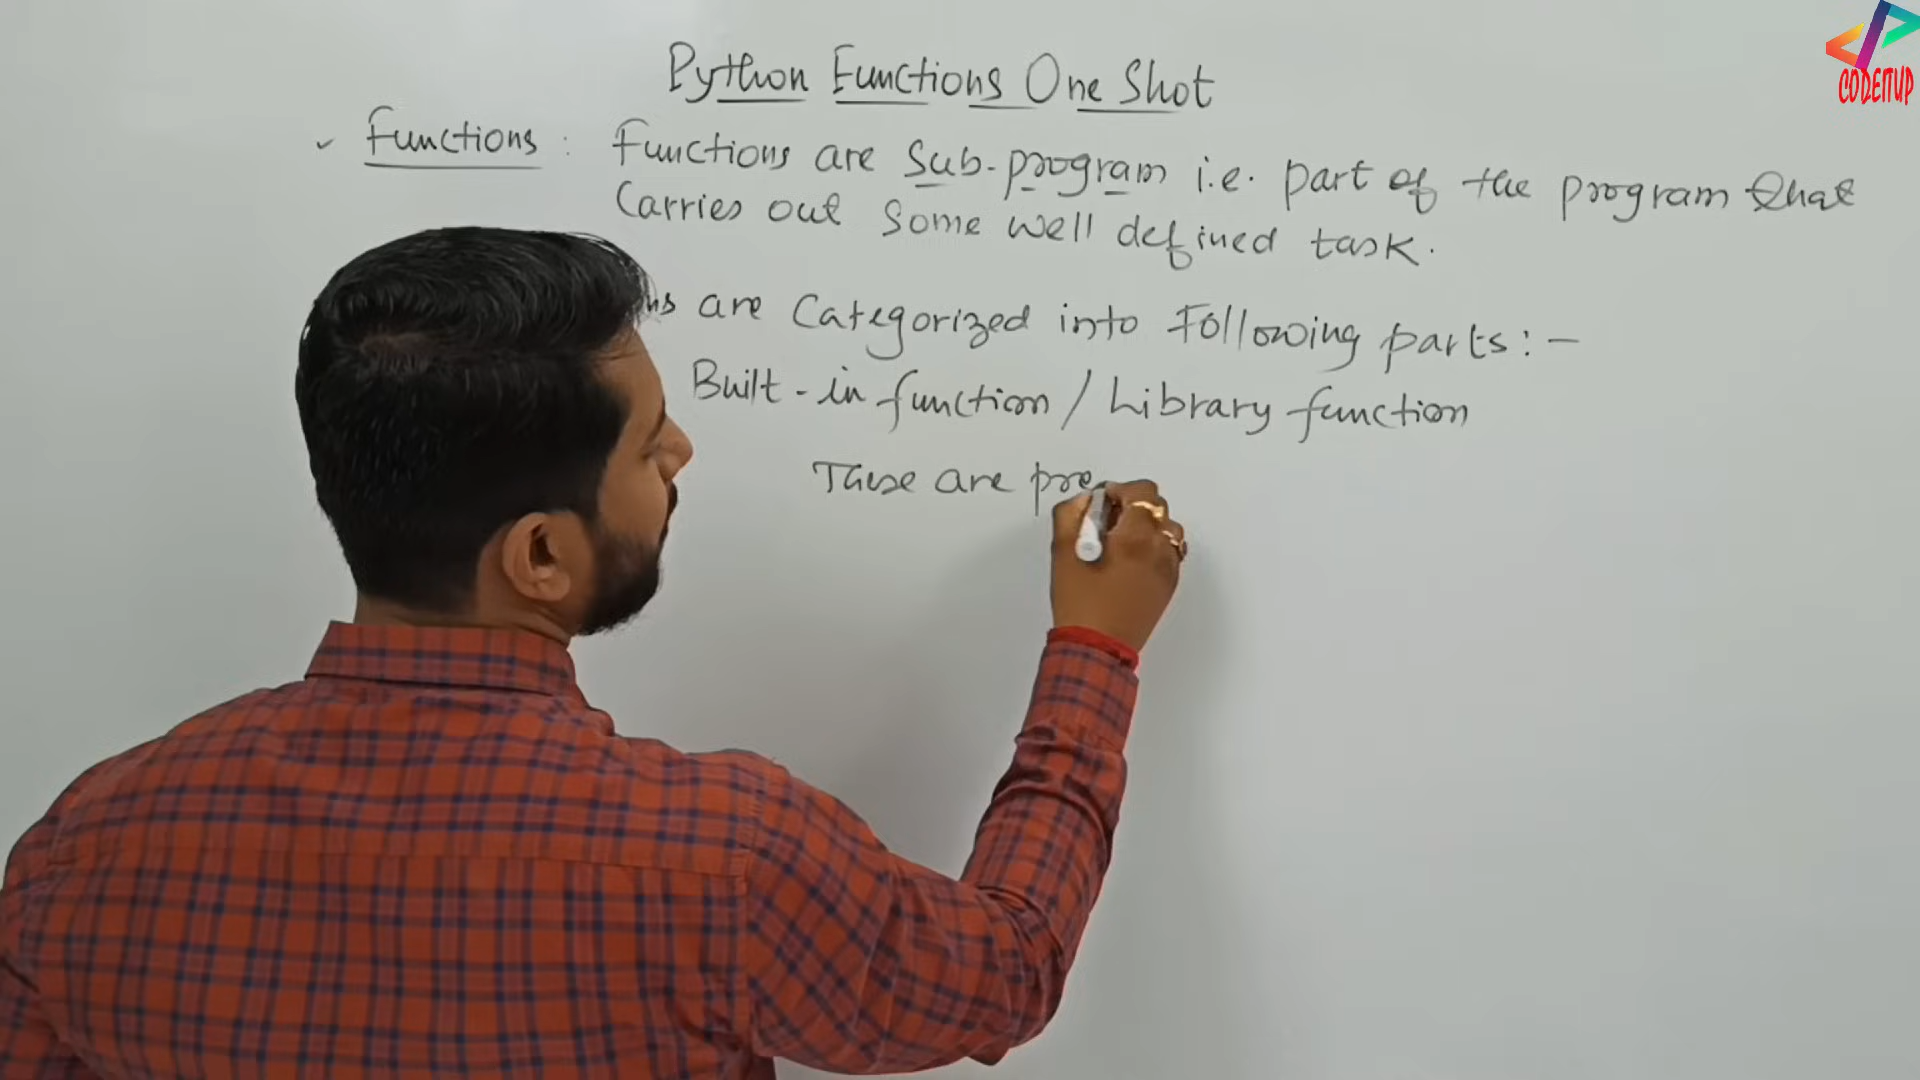 Python Functions One Shot
CODEITUP
Functions : Functions are Sub-program i.e. part of the program that
Carries out some well defined task.
are Categorized into Following parts : -
Built-in function / Library function
These are pre